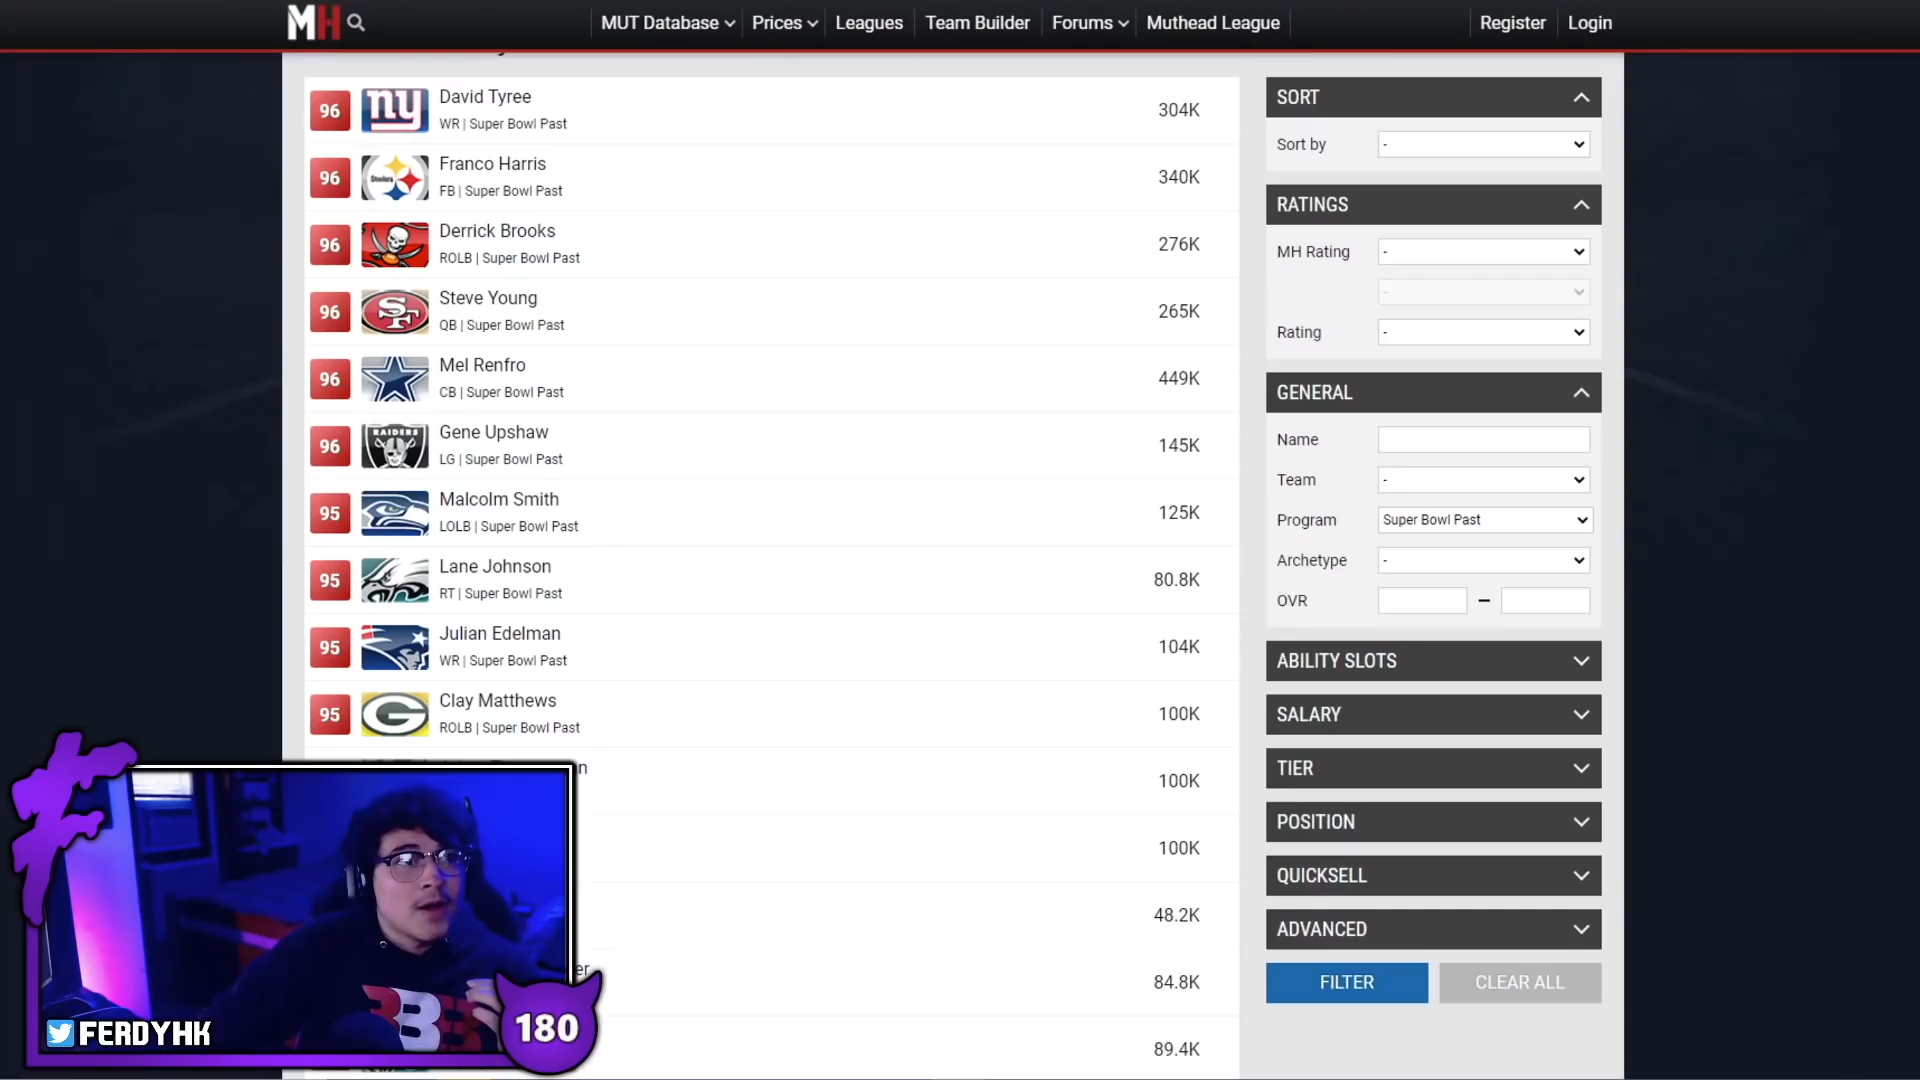 MH
MUT Database
Prices
Leagues
Team Builder
Forums
Muthead League
Register
Login
96
ny
David Tyree
WR | Super Bowl Past
304K
96
Steelers
Franco Harris
FB | Super Bowl Past
340K
96
Derrick Brooks
ROLB | Super Bowl Past
276K
96
SF
Steve Young
QB | Super Bowl Past
265K
96
Mel Renfro
CB | Super Bowl Past
449K
96
RAIDERS
Gene Upshaw
LG | Super Bowl Past
145K
95
Malcolm Smith
LOLB | Super Bowl Past
125K
95
Lane Johnson
RT | Super Bowl Past
80.8K
95
Julian Edelman
WR | Super Bowl Past
104K
95
G
Clay Matthews
ROLB | Super Bowl Past
100K
n
100K
100K
48.2K
er
84.8K
89.4K
SORT
Sort by
-
RATINGS
MH Rating
-
-
Rating
-
GENERAL
Name
Team
-
Program
Super Bowl Past
Archetype
-
OVR
–
ABILITY SLOTS
SALARY
TIER
POSITION
QUICKSELL
ADVANCED
FILTER
CLEAR ALL
F
BBB
FERDYHK
180